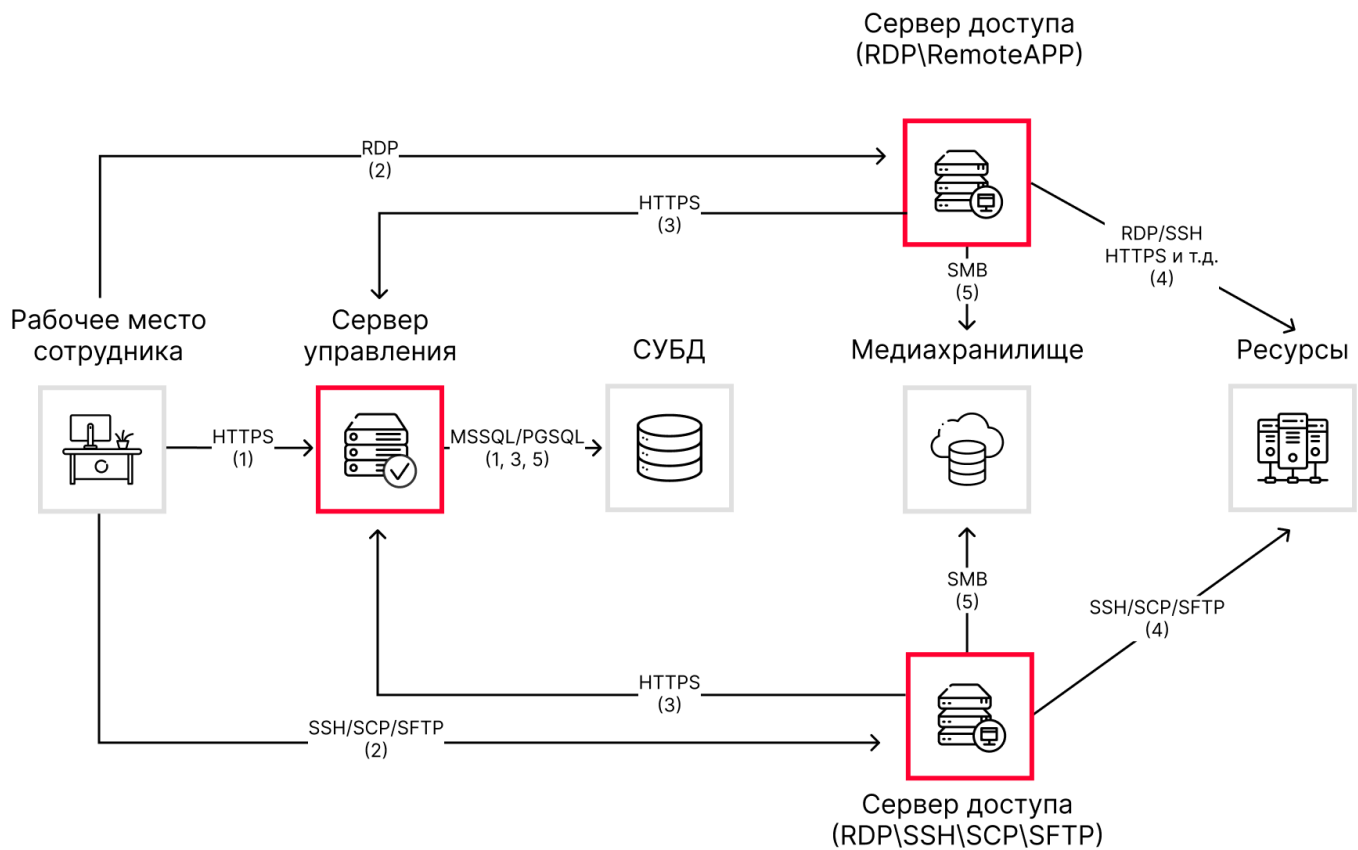 Сервер доступа
(RDP\RemoteAPP)
RDP
(2)
HTTPS
(3)
RDP/SSH
HTTPS и т.д.
(4)
SMB
(5)
Рабочее место
сотрудника
Сервер
управления
СУБД
Медиахранилище
Ресурсы
HTTPS
(1)
MSSQL/PGSQL
(1, 3, 5)
SMB
(5)
SSH/SCP/SFTP
(4)
HTTPS
(3)
SSH/SCP/SFTP
(2)
Сервер доступа
(RDP\SSH\SCP\SFTP)